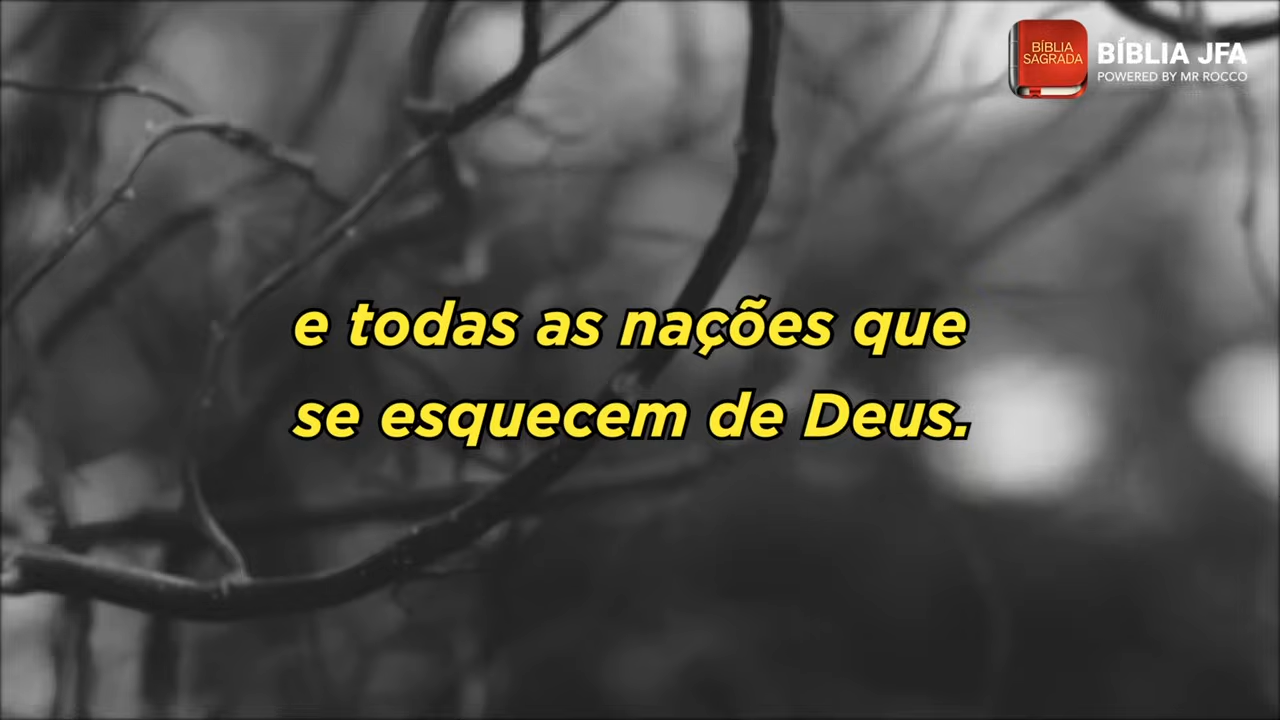 BÍBLIA
SAGRADA
BÍBLIA JFA
POWERED BY MR ROCCO
e todas as nações que
se esquecem de Deus.